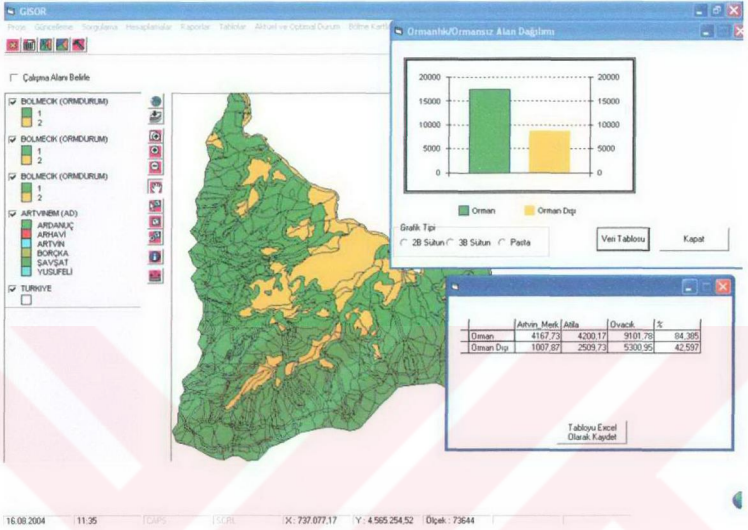 GISOR
Proje Güncelleme Sorgulama Hesaplamalar Raporlar Tablolar Aktüel ve Optimal Durum Bölme Kartı
Çalışma Alanı Belirle
BOLMECIK (ORMDURUM)
1
2
BOLMECIK (ORMDURUM)
1
2
BOLMECIK (ORMDURUM)
1
2
ARTVINBM (AD)
ARDANUÇ
ARHAVİ
ARTVİN
BORÇKA
ŞAVŞAT
YUSUFELİ
TURKIYE
Ormanlık/Ormansız Alan Dağılımı
20000 20000
15000 15000
10000 10000
5000 5000
0 0
Orman Orman Dışı
Grafik Tipi
2B Sütun 3B Sütun Pasta
Veri Tablosu Kapat
Artvin_Merk Atila Ovacık %
Orman 4167,73 4200,17 9101,78 84,385
Orman Dışı 1007,87 2509,73 5300,95 42,597
Tabloyu Excel
Olarak Kaydet
16.08.2004 11:35 CAPS SCRL X : 737.077,17 Y : 4.565.254,52 Ölçek : 73644